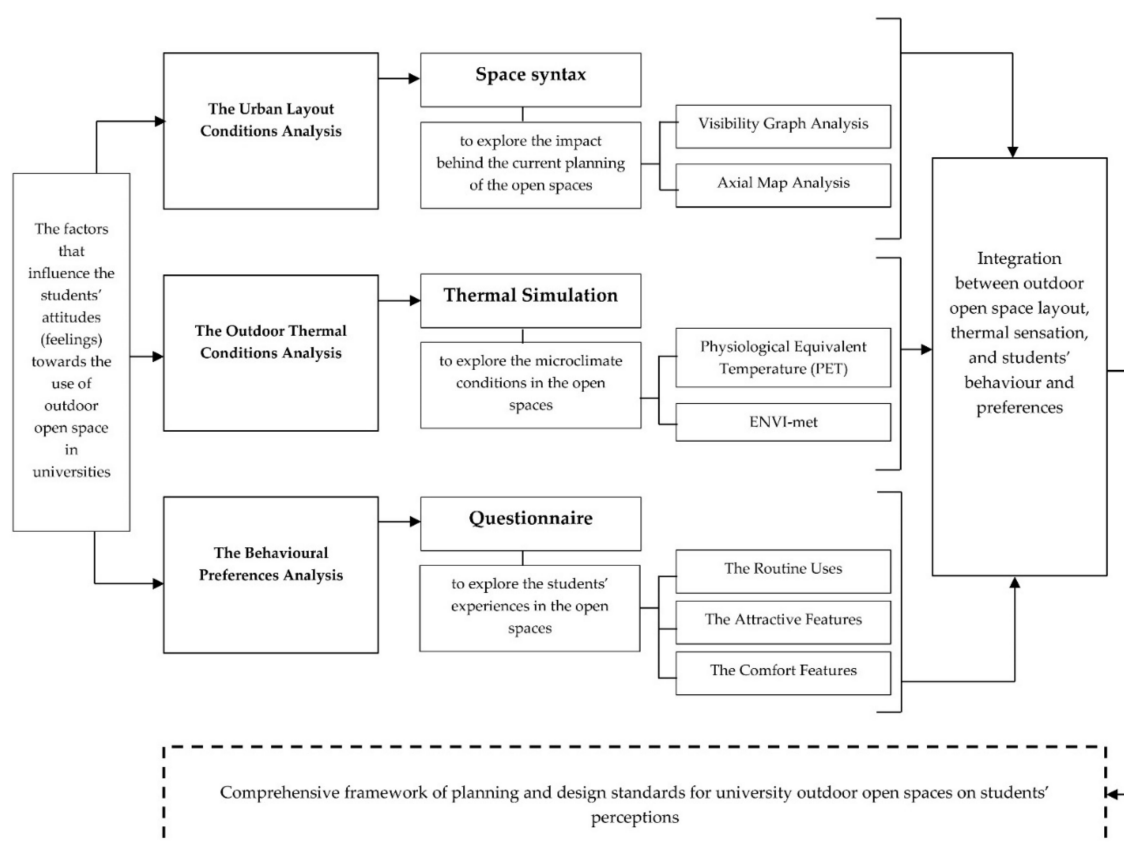 The factors
that
influence the
students'
attitudes
(feelings)
towards the
use of
outdoor
open space
in
universities
The Urban Layout
Conditions Analysis
Space syntax
to explore the impact
behind the current planning
of the open spaces
Visibility Graph Analysis
Axial Map Analysis
The Outdoor Thermal
Conditions Analysis
Thermal Simulation
to explore the microclimate
conditions in the open
spaces
Physiological Equivalent
Temperature (PET)
ENVI-met
The Behavioural
Preferences Analysis
Questionnaire
to explore the students'
experiences in the open
spaces
The Routine Uses
The Attractive Features
The Comfort Features
Integration
between outdoor
open space layout,
thermal sensation,
and students'
behaviour and
preferences
Comprehensive framework of planning and design standards for university outdoor open spaces on students'
perceptions